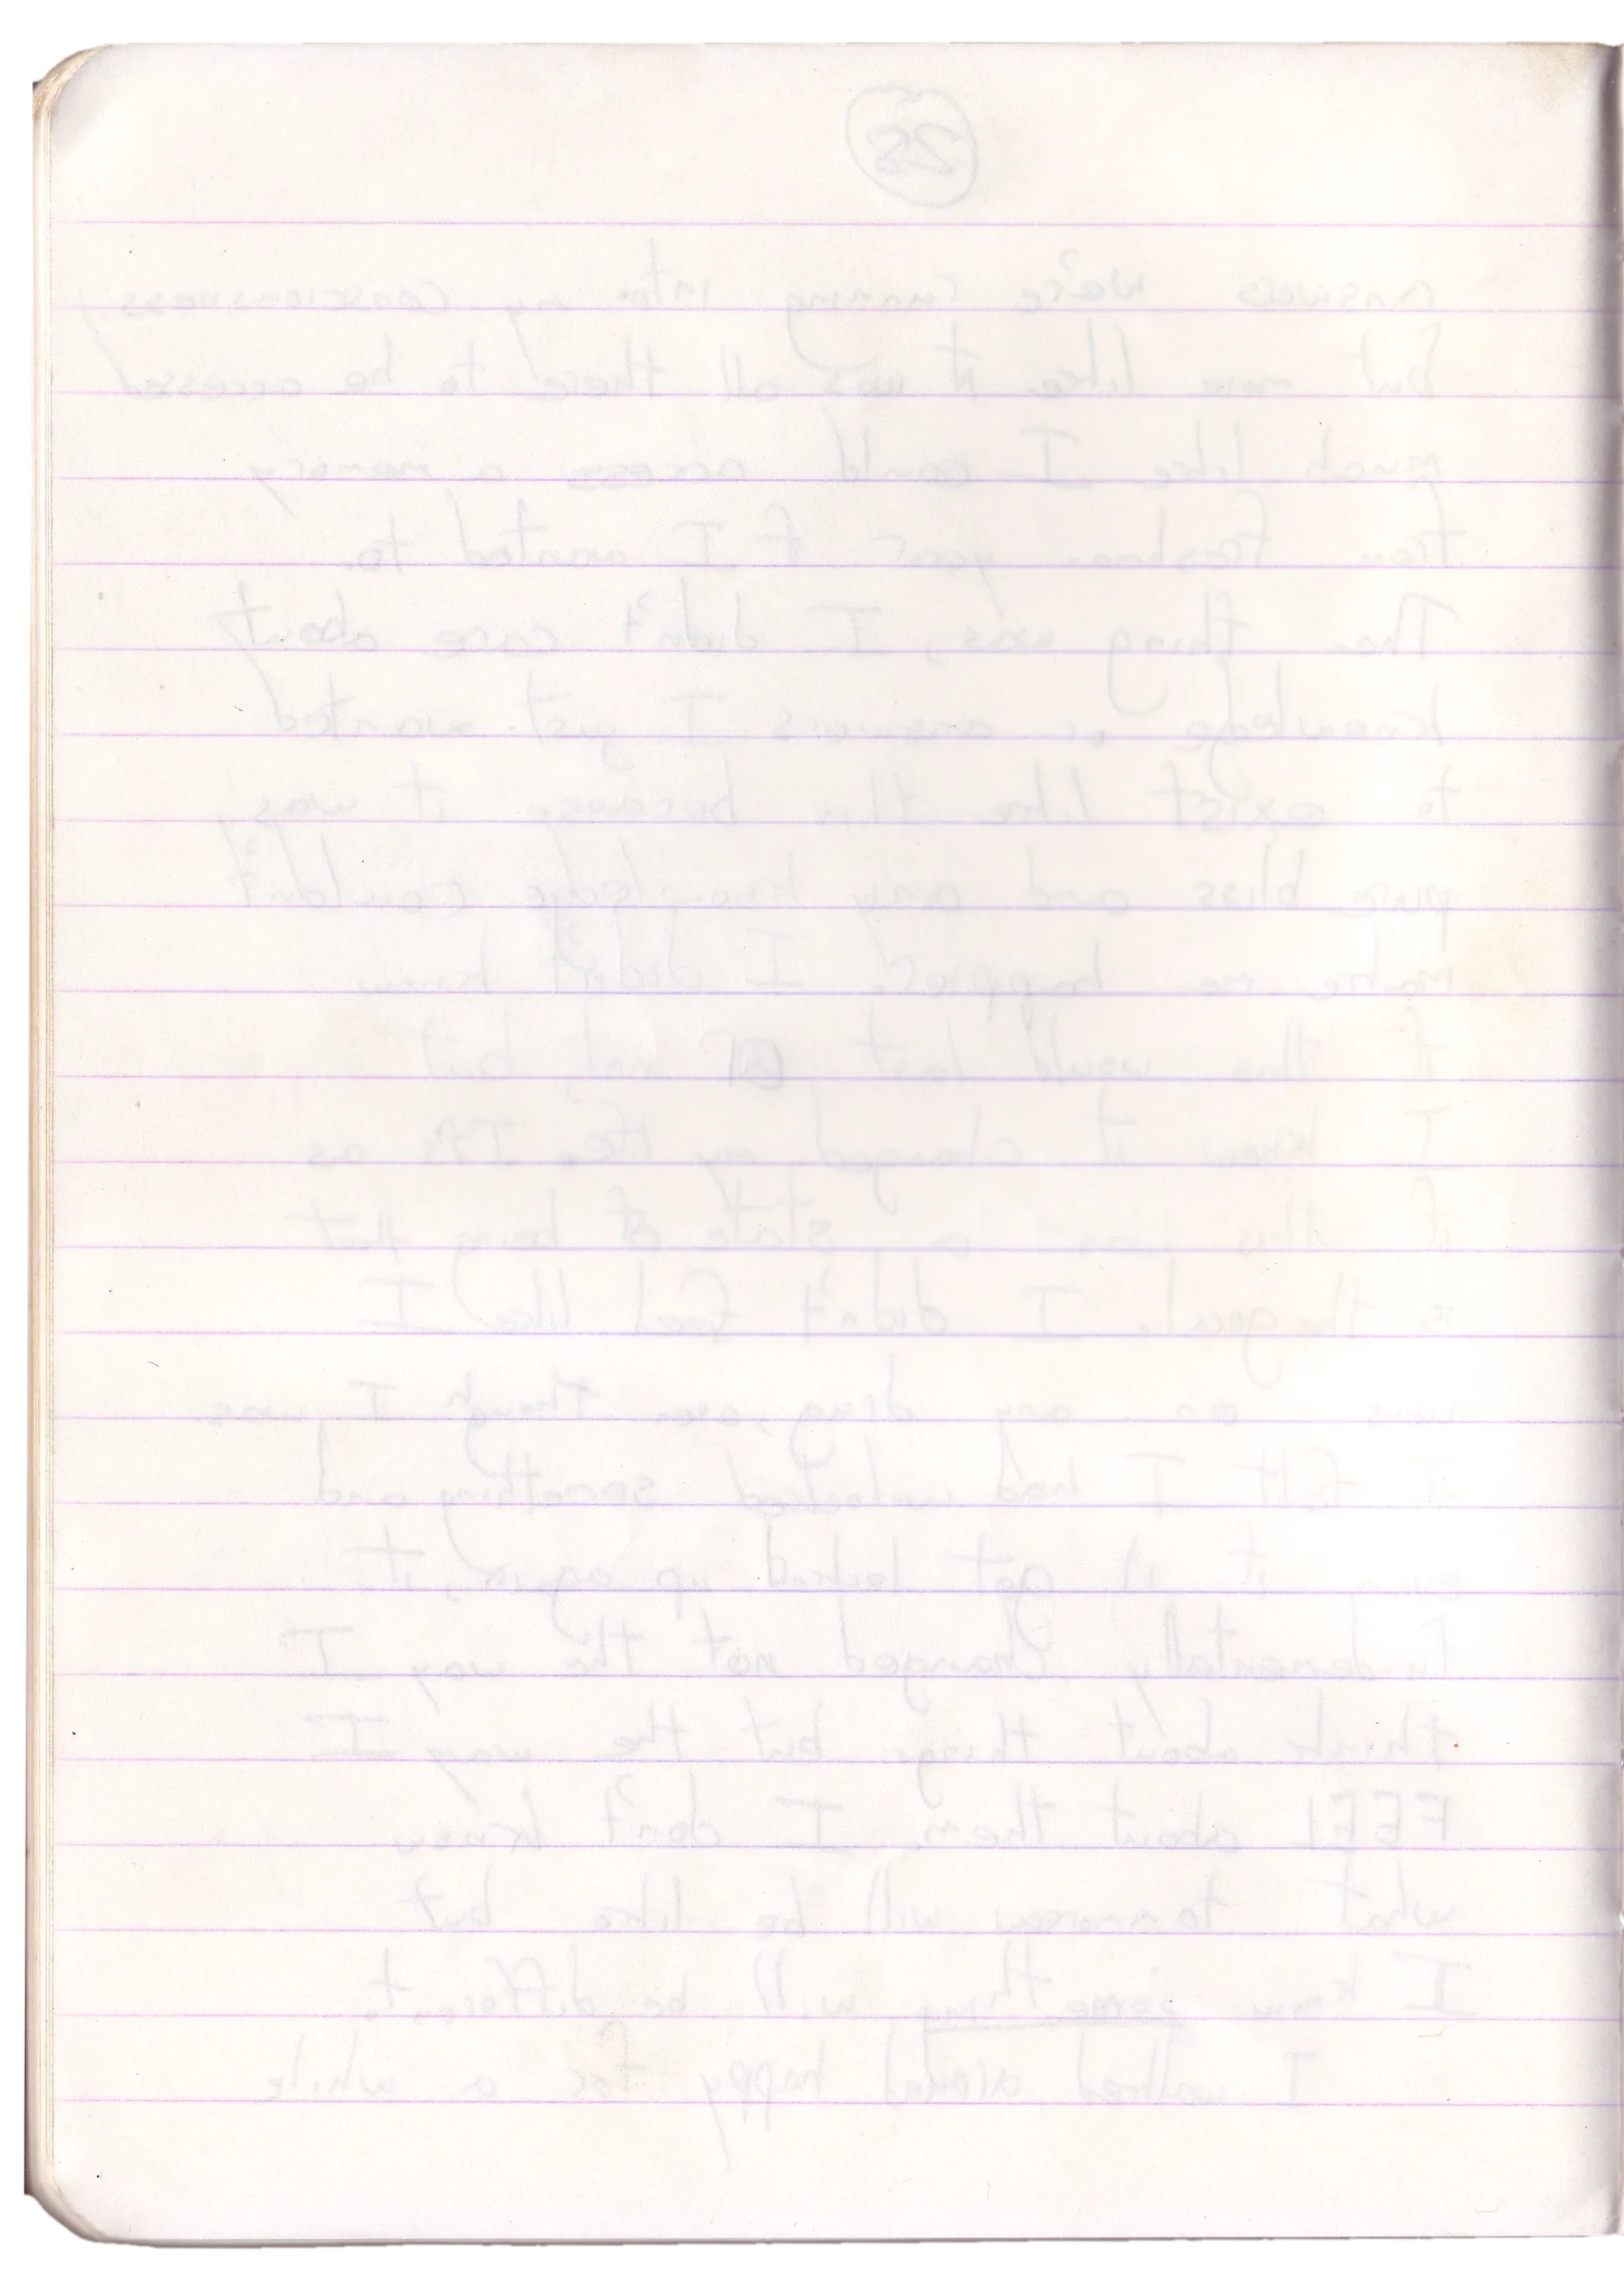 28
answers were running into my consciousness,
but more like it was all there to be accessed
much like I could access a memory
from freshman year if I wanted to.
The thing was, I didn't care about
knowledge or answers I just wanted
to exist like this because it was
pure bliss and any knowledge couldn't
make me happier. I didn't know
if this would last or not, but
I knew it changed my life. It's as
if this was a state of being that
is the goal. I didn't feel like I
was on any drug, even though I was.
I felt I had unlocked something and
even if it got locked up again, it
fundementally changed not the way I
think about things but the way I
FEEL about them. I don't know
what tomorrow will be like but
I know something will be different.
I walked around happy for a while